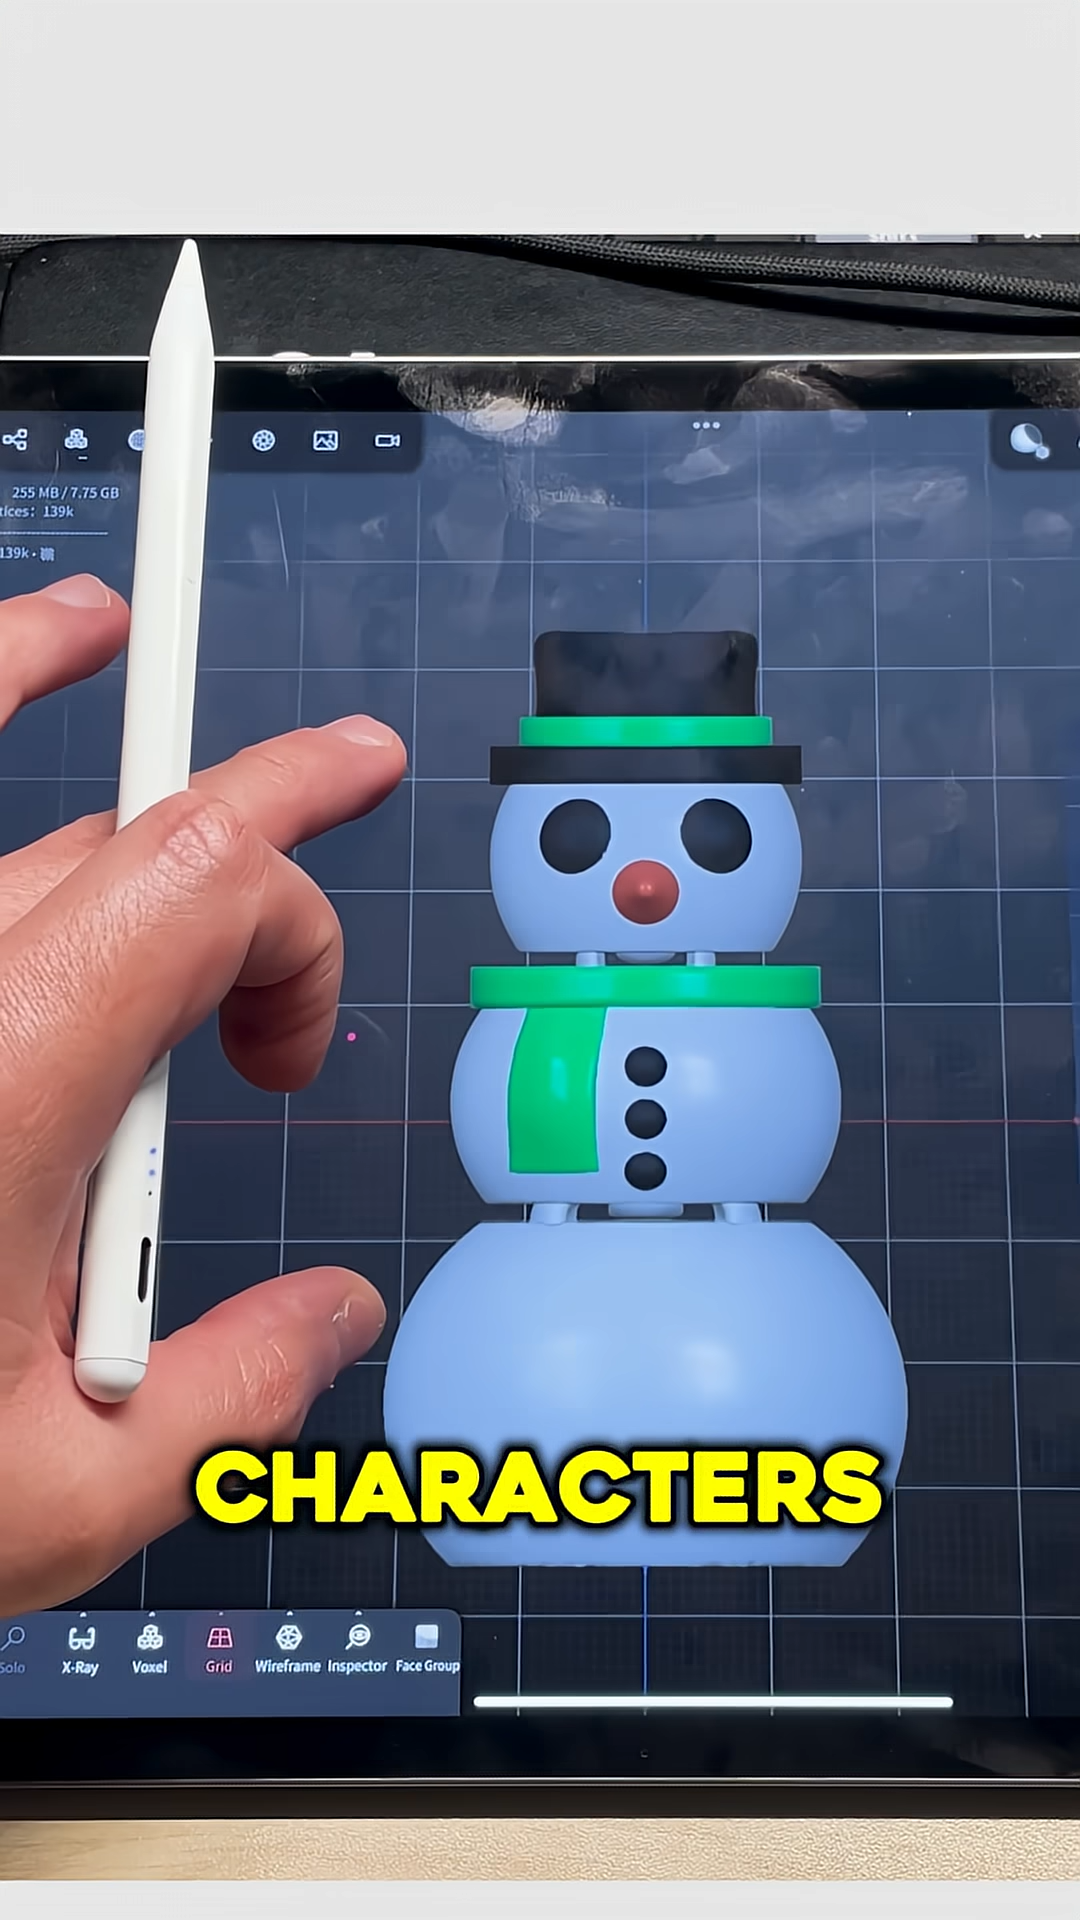 255 MB / 7.75 GB
tices: 139k
139k
CHARACTERS
Solo
X-Ray
Voxel
Grid
Wireframe
Inspector
Face Group